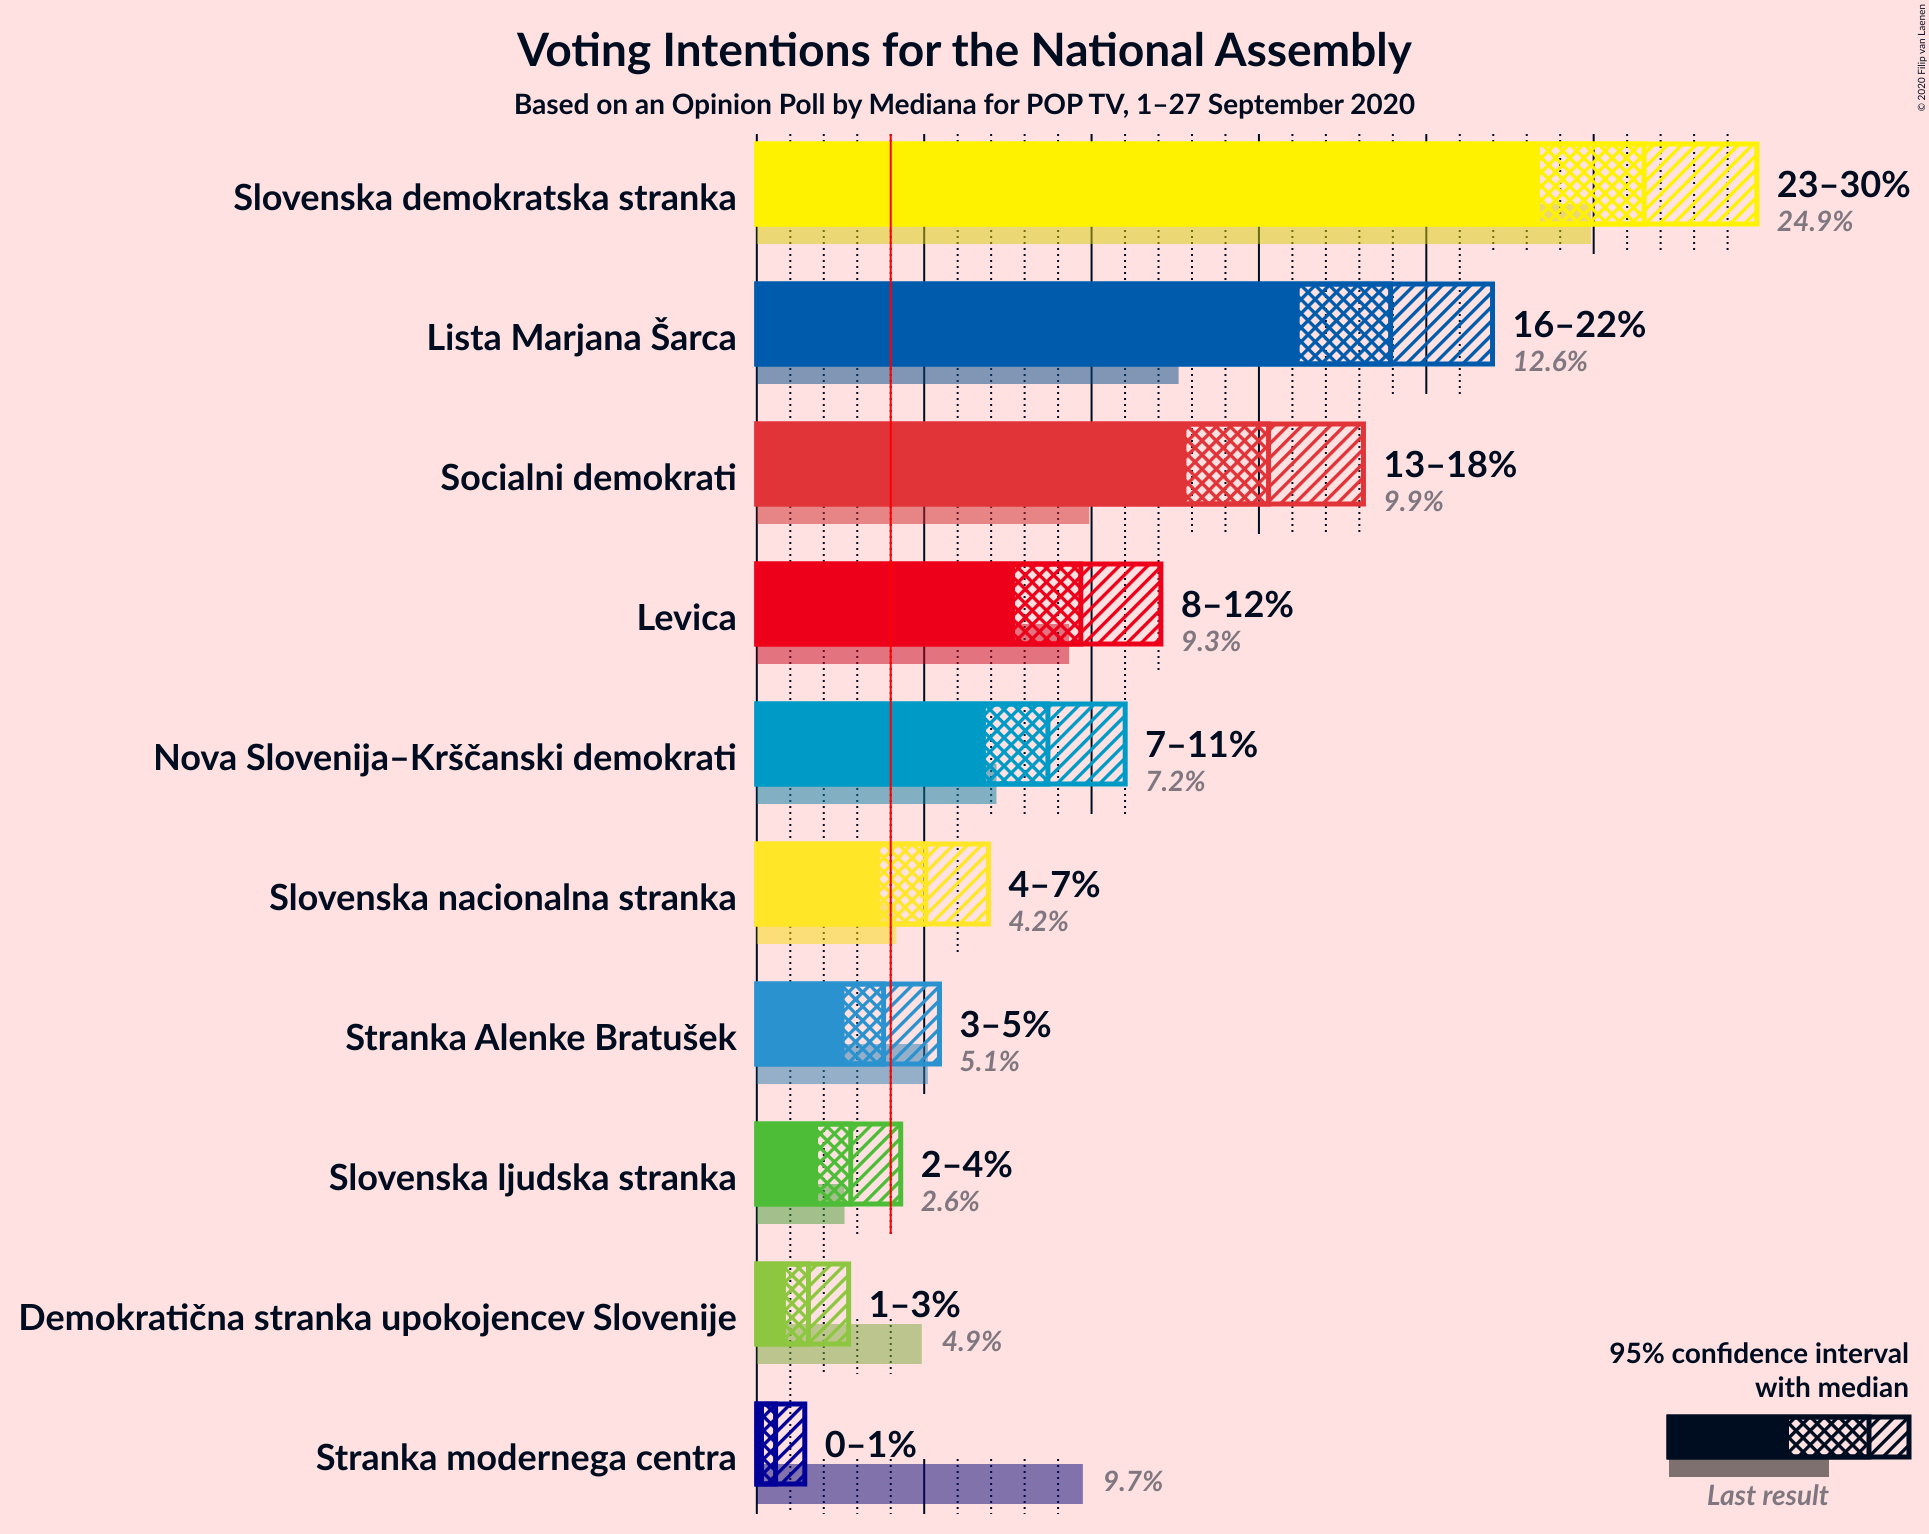 Voting Intentions for the National Assembly
Based on an Opinion Poll by Mediana for POP TV, 1–27 September 2020
© 2020 Filip van Laenen
Slovenska demokratska stranka
23–30%
24.9%
Lista Marjana Šarca
16–22%
12.6%
Socialni demokrati
13–18%
9.9%
Levica
8–12%
9.3%
Nova Slovenija–Krščanski demokrati
7–11%
7.2%
Slovenska nacionalna stranka
4–7%
4.2%
Stranka Alenke Bratušek
3–5%
5.1%
Slovenska ljudska stranka
2–4%
2.6%
Demokratična stranka upokojencev Slovenije
1–3%
4.9%
Stranka modernega centra
0–1%
9.7%
95% confidence interval
with median
Last result